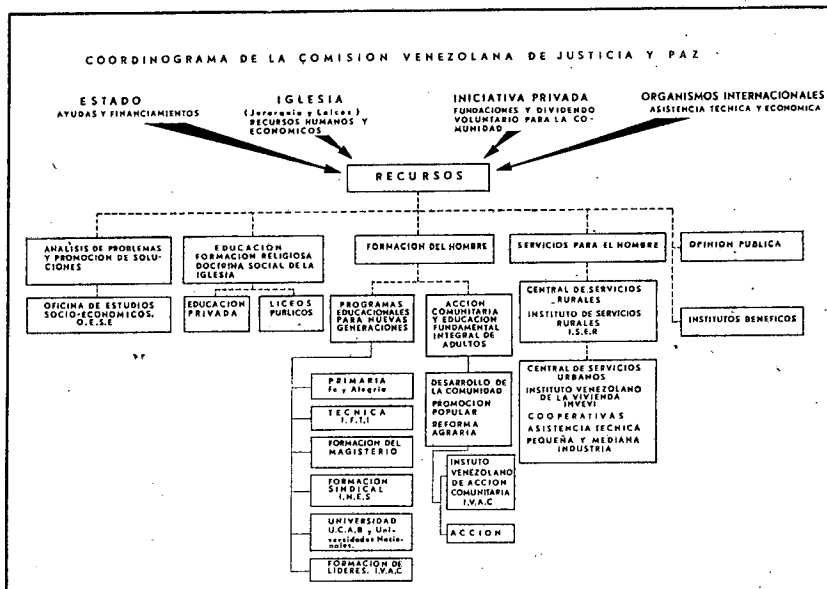 COORDINOGRAMA DE LA COMISION VENEZOLANA DE JUSTICIA Y PAZ
ESTADO
AYUDAS Y FINANCIAMIENTOS
IGLESIA
(Jerarquia y Laicos)
RECURSOS HUMANOS Y
ECONOMICOS
INICIATIVA PRIVADA
FUNDACIONES Y DIVIDENDO
VOLUNTARIO PARA LA CO-
MUNIDAD
ORGANISMOS INTERNACIONALES
ASISTENCIA TECNICA Y ECONOMICA
RECURSOS
ANALISIS DE PROBLEMAS
Y PROMOCION DE SOLU-
CIONES
OFICINA DE ESTUDIOS
SOCIO-ECONOMICOS.
O.E.S.E
EDUCACION
FORMACION RELIGIOSA
DOCTRINA SOCIAL DE LA
IGLESIA
EDUCACION
PRIVADA
LICEOS
PUBLICOS
FORMACION DEL HOMBRE
PROGRAMAS
EDUCACIONALES
PARA NUEVAS
GENERACIONES
PRIMARIA
Fe y Alegria
TECNICA
I.F.T.I
FORMACION DEL
MAGISTERIO
FORMACION
SINDICAL
I.N.E.S
UNIVERSIDAD
U.C.A.B y Uni-
versidades Nacio-
nales.
FORMACION DE
LIDERES. I.V.A.C
ACCION
COMUNITARIA
Y EDUCACION
FUNDAMENTAL
INTEGRAL DE
ADULTOS
DESARROLLO DE
LA COMUNIDAD
PROMOCION
POPULAR
REFORMA
AGRARIA
INSTUTO
VENEZOLANO
DE ACCION
COMUNITARIA
I.V.A.C
ACCION
SERVICIOS PARA EL HOMBRE
CENTRAL DE SERVICIOS
RURALES
INSTITUTO DE SERVICIOS
RURALES
I.S.E.R
CENTRAL DE SERVICIOS
URBANOS
INSTITUTO VENEZOLANO
DE LA VIVIENDA
INVEVI
COOPERATIVAS
ASISTENCIA TECNICA
PEQUEÑA Y MEDIANA
INDUSTRIA
OPINION PUBLICA
INSTITUTOS BENEFICOS